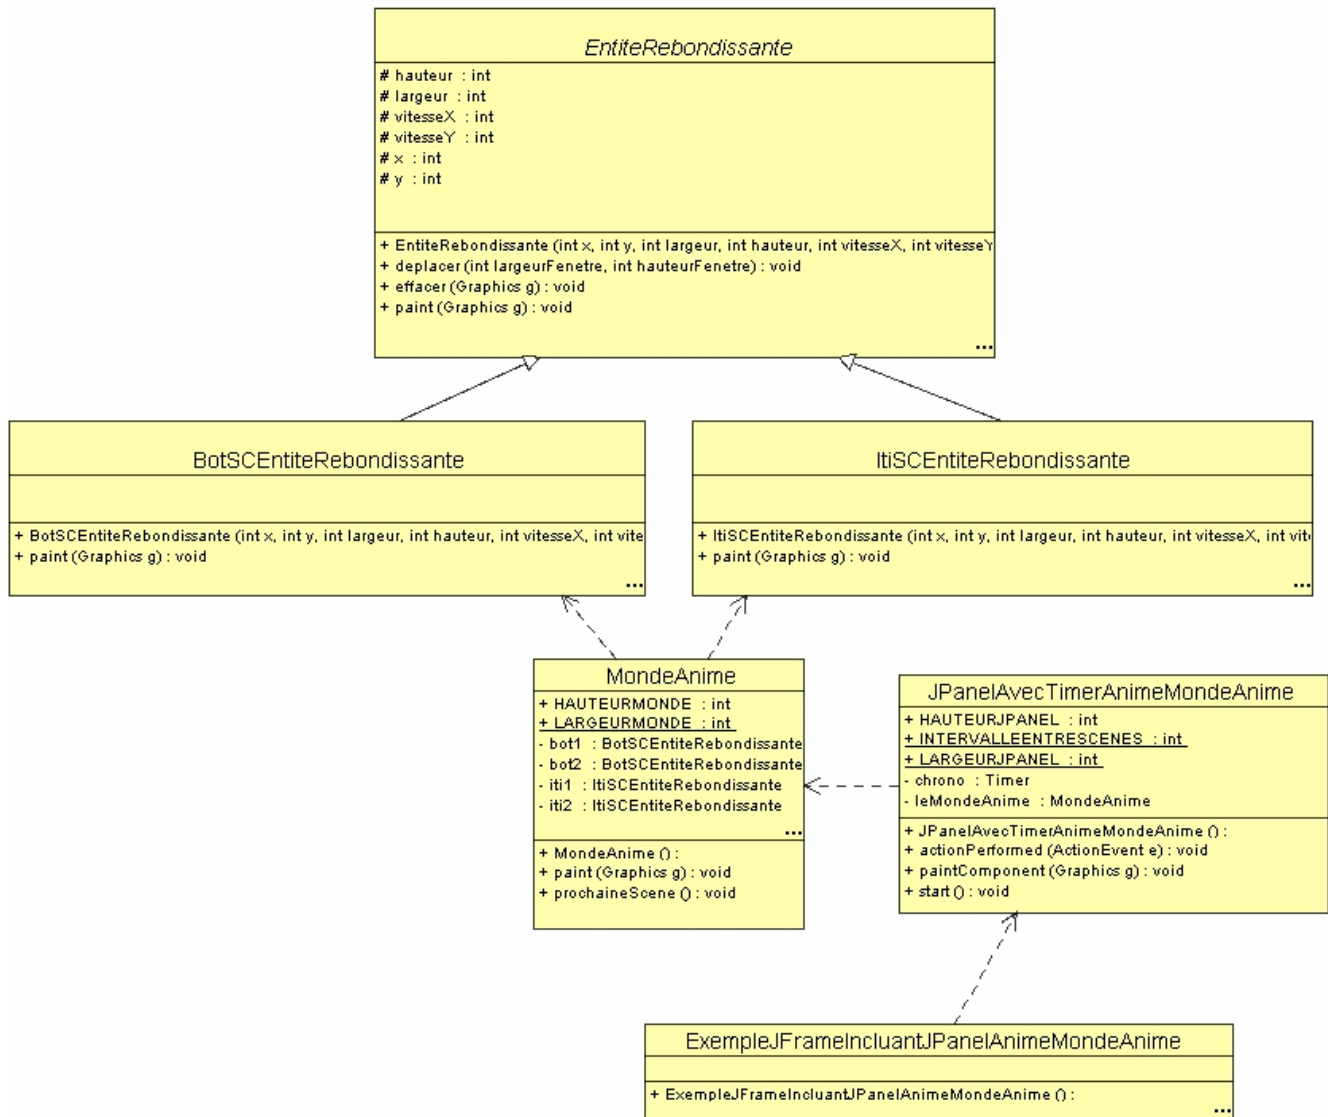 EntiteRebondissante
# hauteur : int
# largeur : int
# vitesseX : int
# vitesseY : int
# x : int
# y : int
+ EntiteRebondissante (int x, int y, int largeur, int hauteur, int vitesseX, int vitesseY
+ deplacer (int largeurFenetre, int hauteurFenetre) : void
+ effacer (Graphics g) : void
+ paint (Graphics g) : void
...
BotSCEntiteRebondissante
+ BotSCEntiteRebondissante (int x, int y, int largeur, int hauteur, int vitesseX, int vite
+ paint (Graphics g) : void
...
ItiSCEntiteRebondissante
+ ItiSCEntiteRebondissante (int x, int y, int largeur, int hauteur, int vitesseX, int vit
+ paint (Graphics g) : void
...
MondeAnime
+ HAUTEURMONDE : int
+ LARGEURMONDE : int
- bot1 : BotSCEntiteRebondissante
- bot2 : BotSCEntiteRebondissante
- iti1 : ItiSCEntiteRebondissante
- iti2 : ItiSCEntiteRebondissante
...
+ MondeAnime () :
+ paint (Graphics g) : void
+ prochaineScene () : void
JPanelAvecTimerAnimeMondeAnime
+ HAUTEURJPANEL : int
+ INTERVALLEENTRESCENES : int
+ LARGEURJPANEL : int
- chrono : Timer
- leMondeAnime : MondeAnime
+ JPanelAvecTimerAnimeMondeAnime () :
+ actionPerformed (ActionEvent e) : void
+ paintComponent (Graphics g) : void
+ start () : void
ExempleJFrameIncluantJPanelAnimeMondeAnime
+ ExempleJFrameIncluantJPanelAnimeMondeAnime () :
...